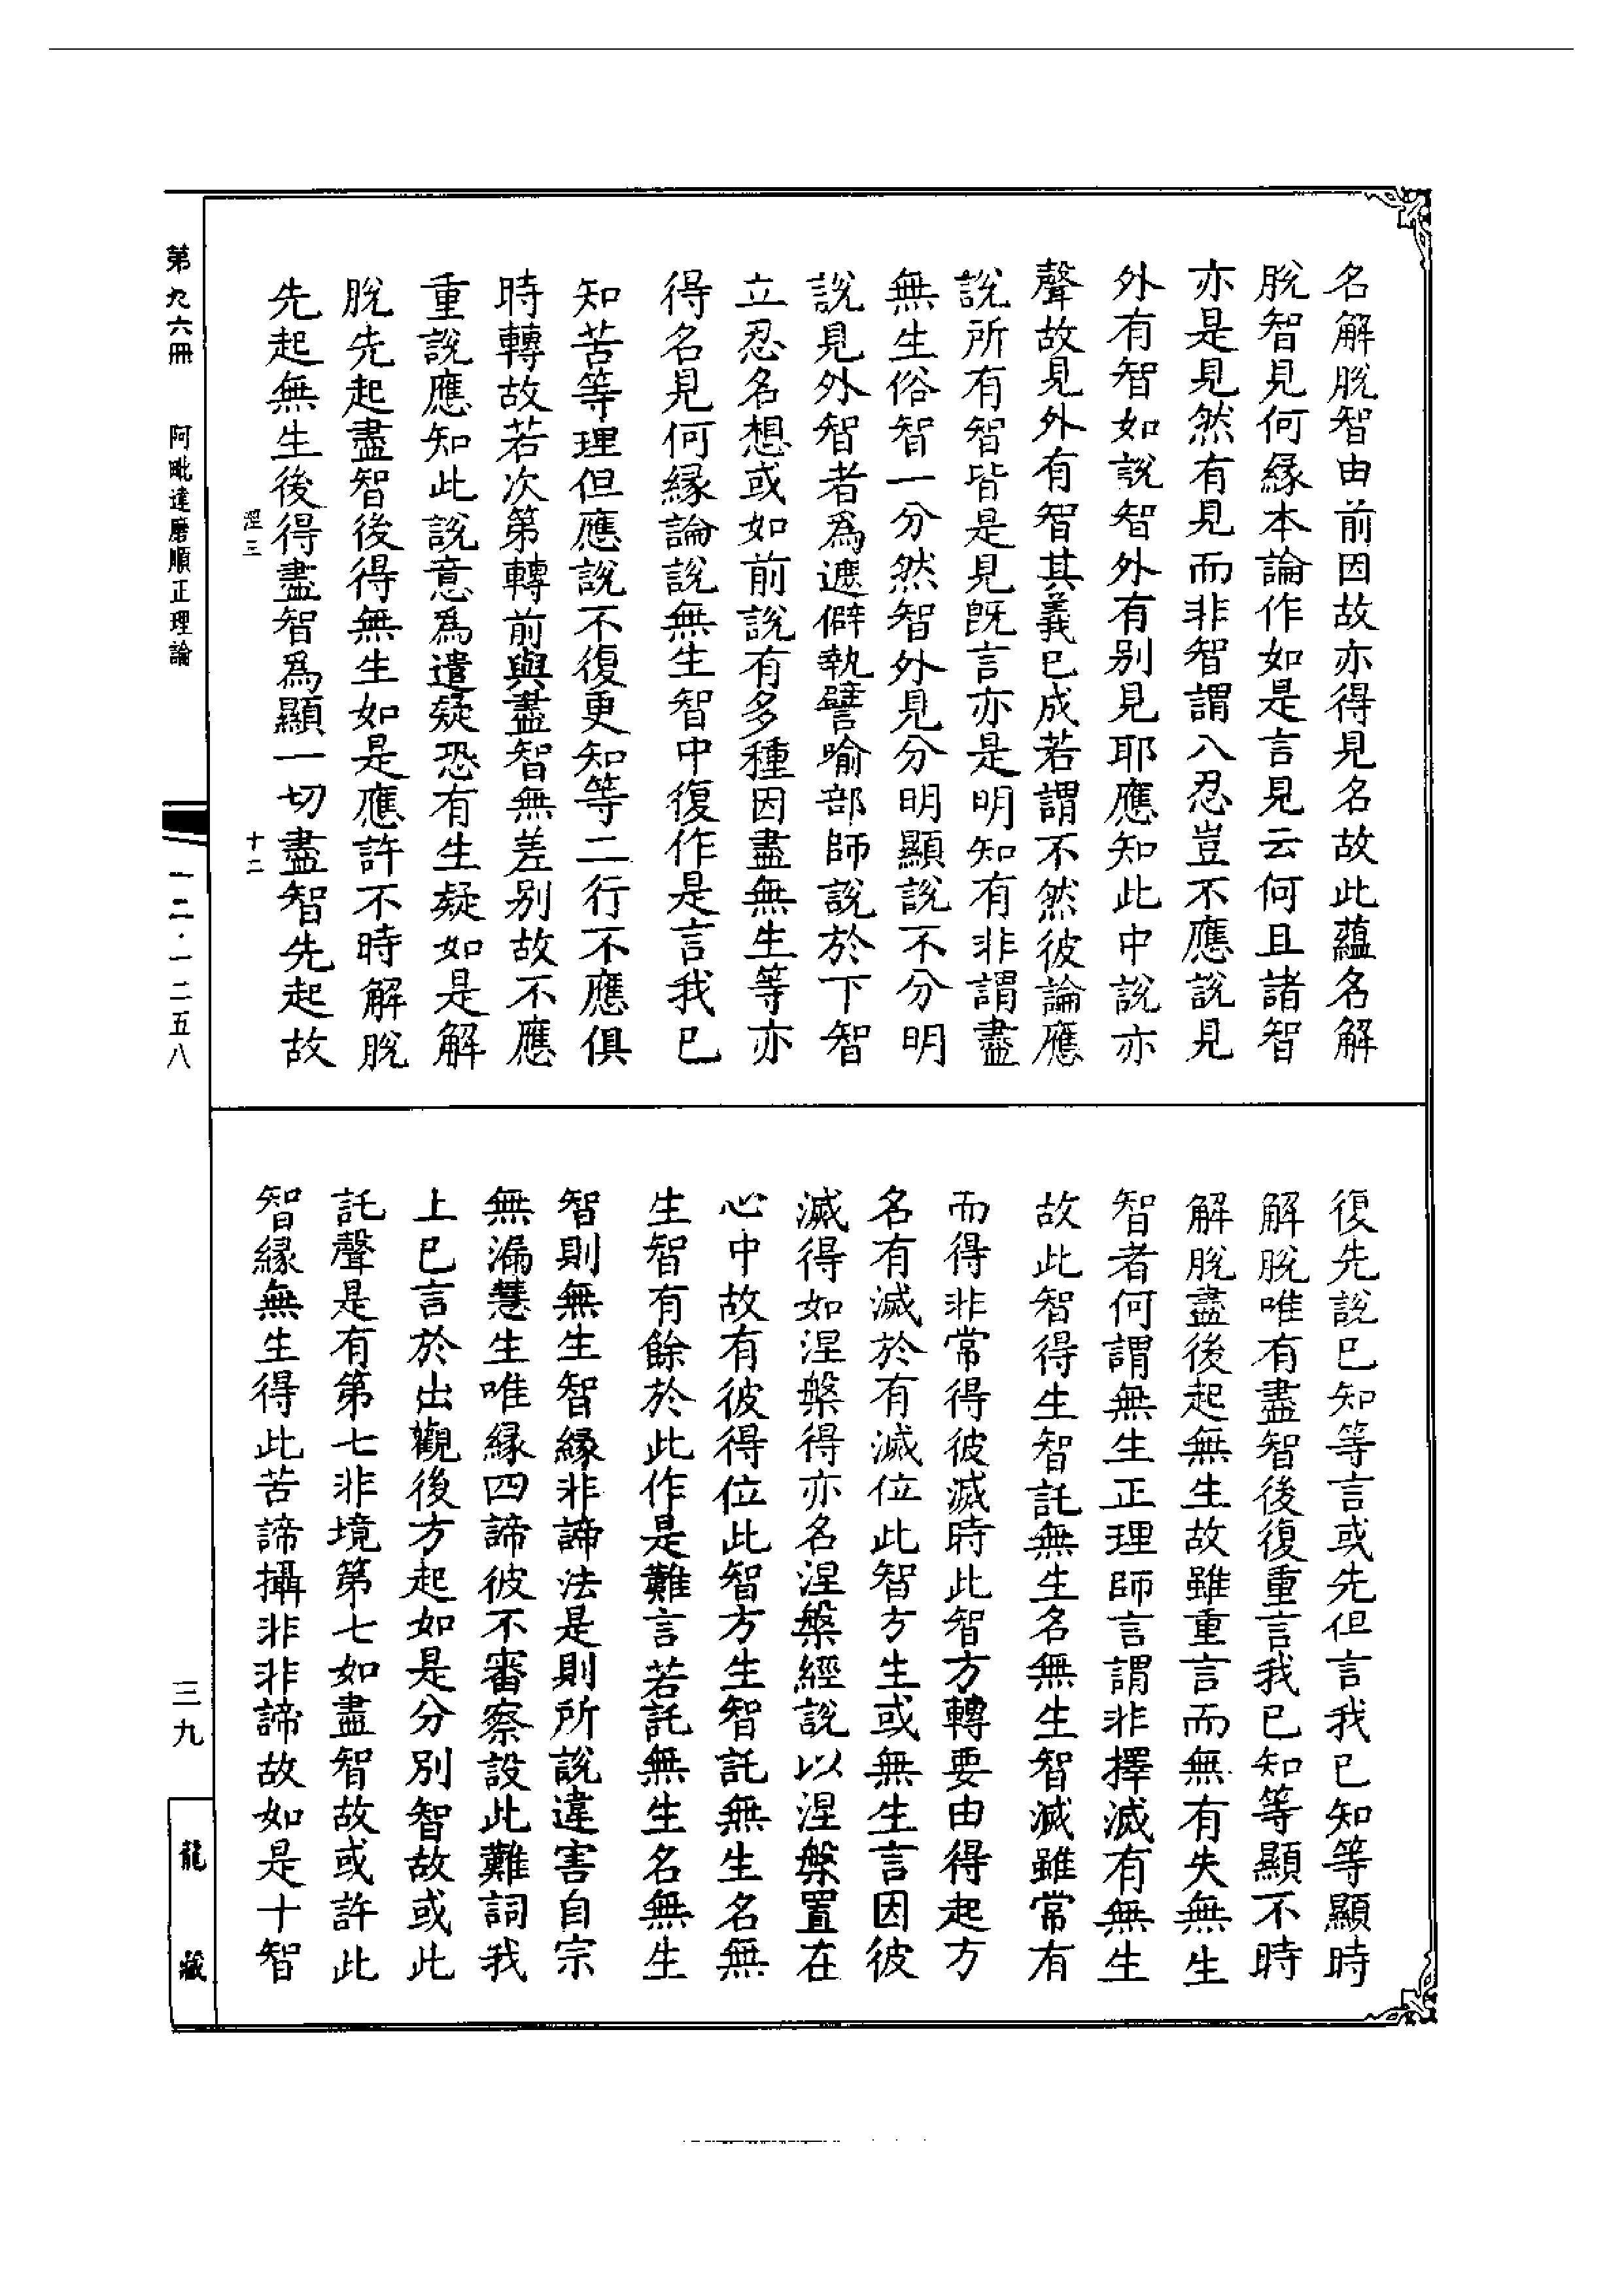 名解脫智由前因故亦得見名故此蘊名解
脫智見何緣本論作如是言見云何且諸智
亦是見然有見而非智謂八忍豈不應說見
外有智如說智外有別見耶應知此中說亦
聲故見外有智其義已成若謂不然彼論應
說所有智皆是見旣言亦是明知有非謂盡
無生俗智一分然智外見分明顯說不分明
說見外智者爲遮僻執譬喻部師說於下智
立忍名想或如前說有多種因盡無生等亦
得名見何緣論說無生智中復作是言我已
知苦等理但應說不復更知等二行不應俱
時轉故若次第轉前與盡智無差別故不應
重說應知此說意爲遣疑恐有生疑如是解
脫先起盡智後得無生如是應許不時解脫
先起無生後得盡智爲顯一切盡智先起故
復先說已知等言或先但言我已知等顯時
解脫唯有盡智後復重言我已知等顯不時
解脫盡後起無生故雖重言而無有失無生
智者何謂無生正理師言謂非擇滅有無生
故此智得生智託無生名無生智滅雖常有
而得非常得彼滅時此智方轉要由得起方
名有滅於有滅位此智方生或無生言因彼
滅得如涅槃得亦名涅槃經說以涅槃置在
心中故有彼得位此智方生智託無生名無
生智有餘於此作是難言若託無生名無生
智則無生智緣非諦法是則所說違害自宗
無漏慧生唯緣四諦彼不審察設此難詞我
上已言於出觀後方起如是分別智故或此
託聲是有第七非境第七如盡智故或許此
智緣無生得此苦諦攝非非諦故如是十智
第九六冊　阿毗達磨順正理論
涅三
十二
一二·一二五八
三九
龍藏